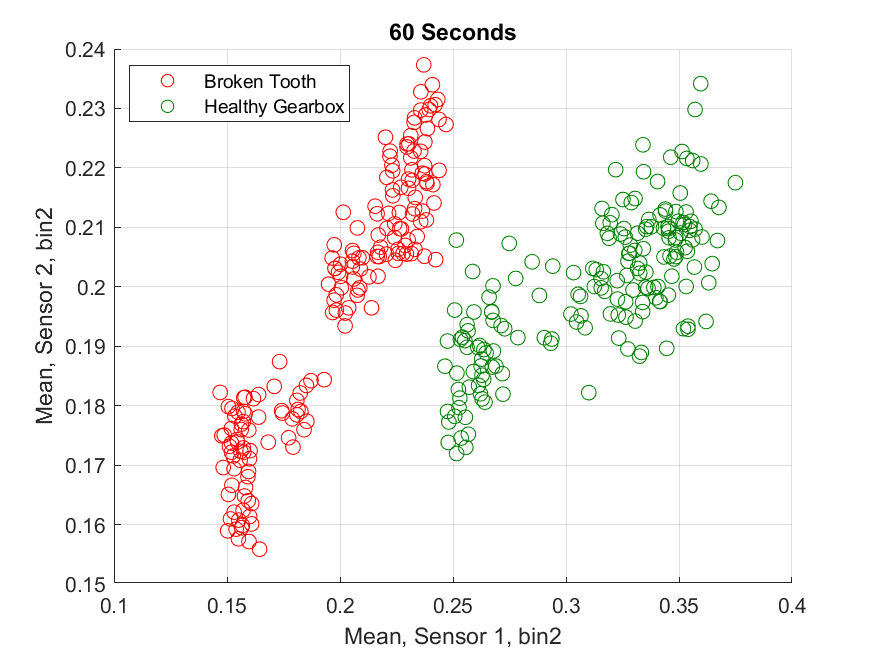 60 Seconds
Broken Tooth
Healthy Gearbox
Mean, Sensor 2, bin2
0.24
0.23
0.22
0.21
0.2
0.19
0.18
0.17
0.16
0.15
0.1 0.15 0.2 0.25 0.3 0.35 0.4
Mean, Sensor 1, bin2